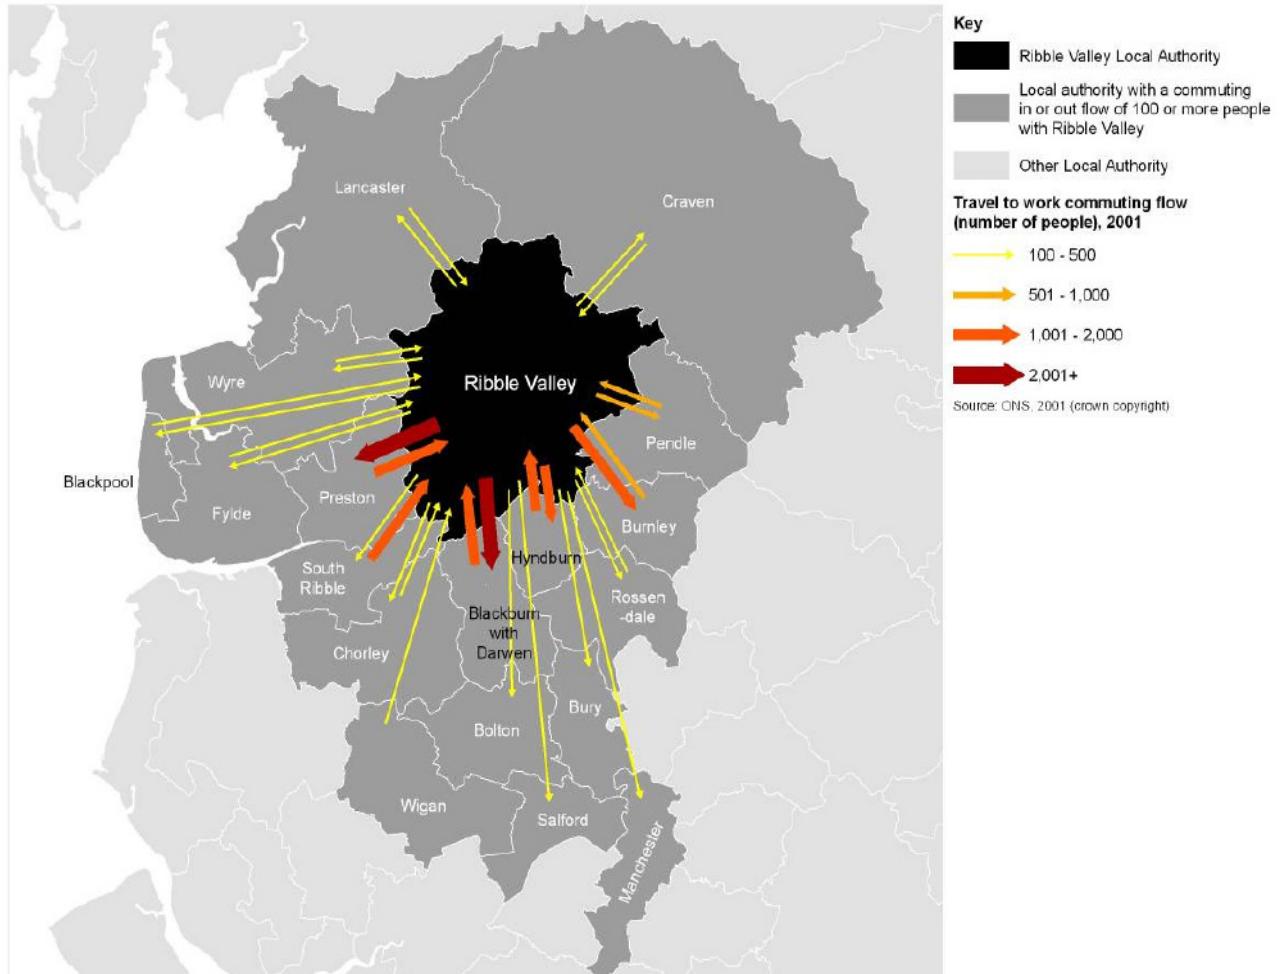 Key
Ribble Valley Local Authority
Local authority with a commuting
in or out flow of 100 or more people
with Ribble Valley
Other Local Authority
Travel to work commuting flow
(number of people), 2001
100 - 500
501 - 1,000
1,001 - 2,000
2,001+
Source: ONS, 2001 (crown copyright)
Lancaster
Craven
Wyre
Ribble Valley
Pendle
Blackpool
Preston
Fylde
Burnley
Hyndburn
South
Ribble
Rossen
-dale
Blackburn
with
Darwen
Chorley
Bury
Bolton
Wigan
Salford
Manchester